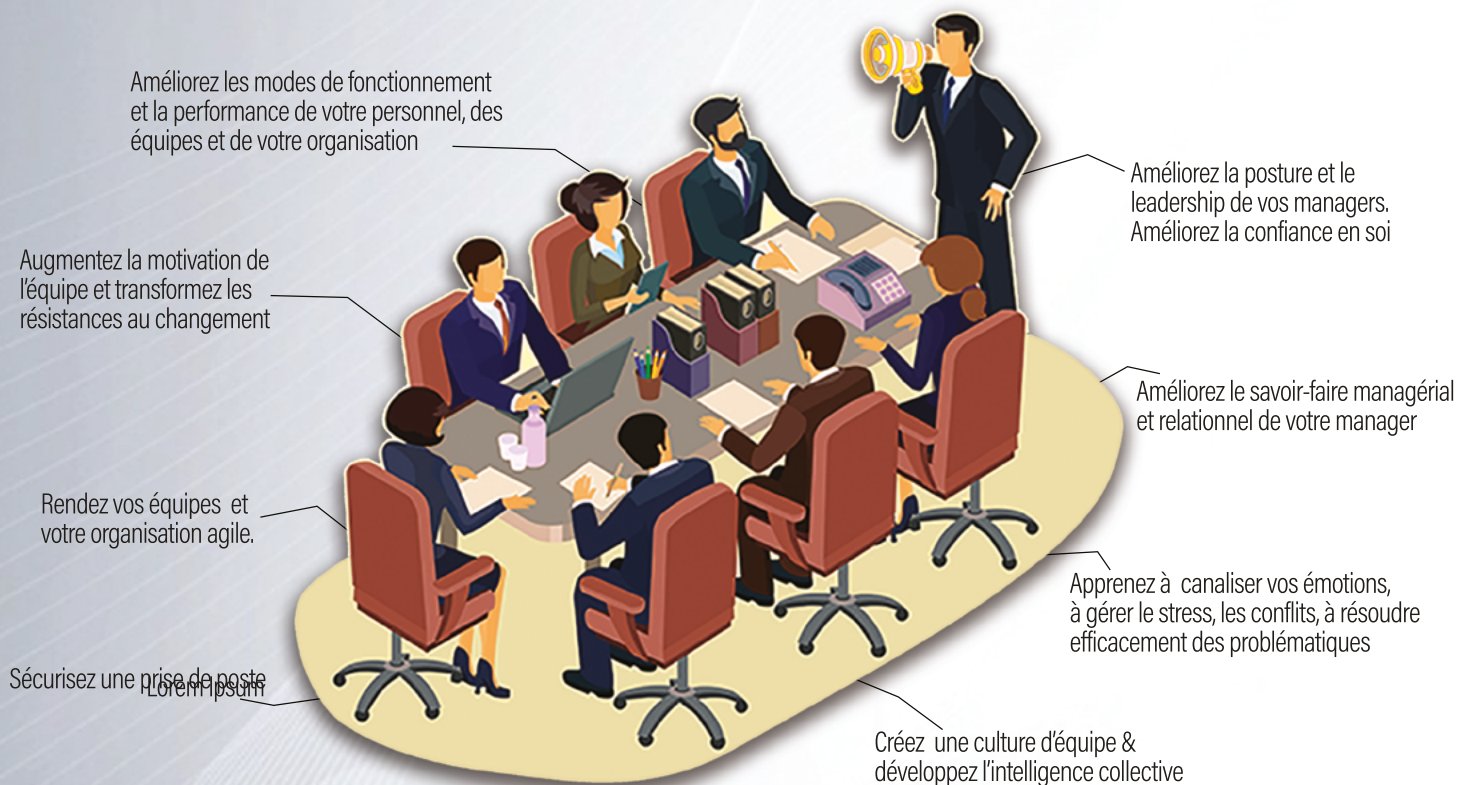 Améliorez les modes de fonctionnement
et la performance de votre personnel, des
équipes et de votre organisation
Améliorez la posture et le
leadership de vos managers.
Améliorez la confiance en soi
Augmentez la motivation de
l'équipe et transformez les
résistances au changement
Améliorez le savoir-faire managérial
et relationnel de votre manager
Rendez vos équipes et
votre organisation agile.
Apprenez à canaliser vos émotions,
à gérer le stress, les conflits, à résoudre
efficacement des problématiques
Sécurisez une prise de poste
Lorem Ipsum
Créez une culture d'équipe &
développez l'intelligence collective